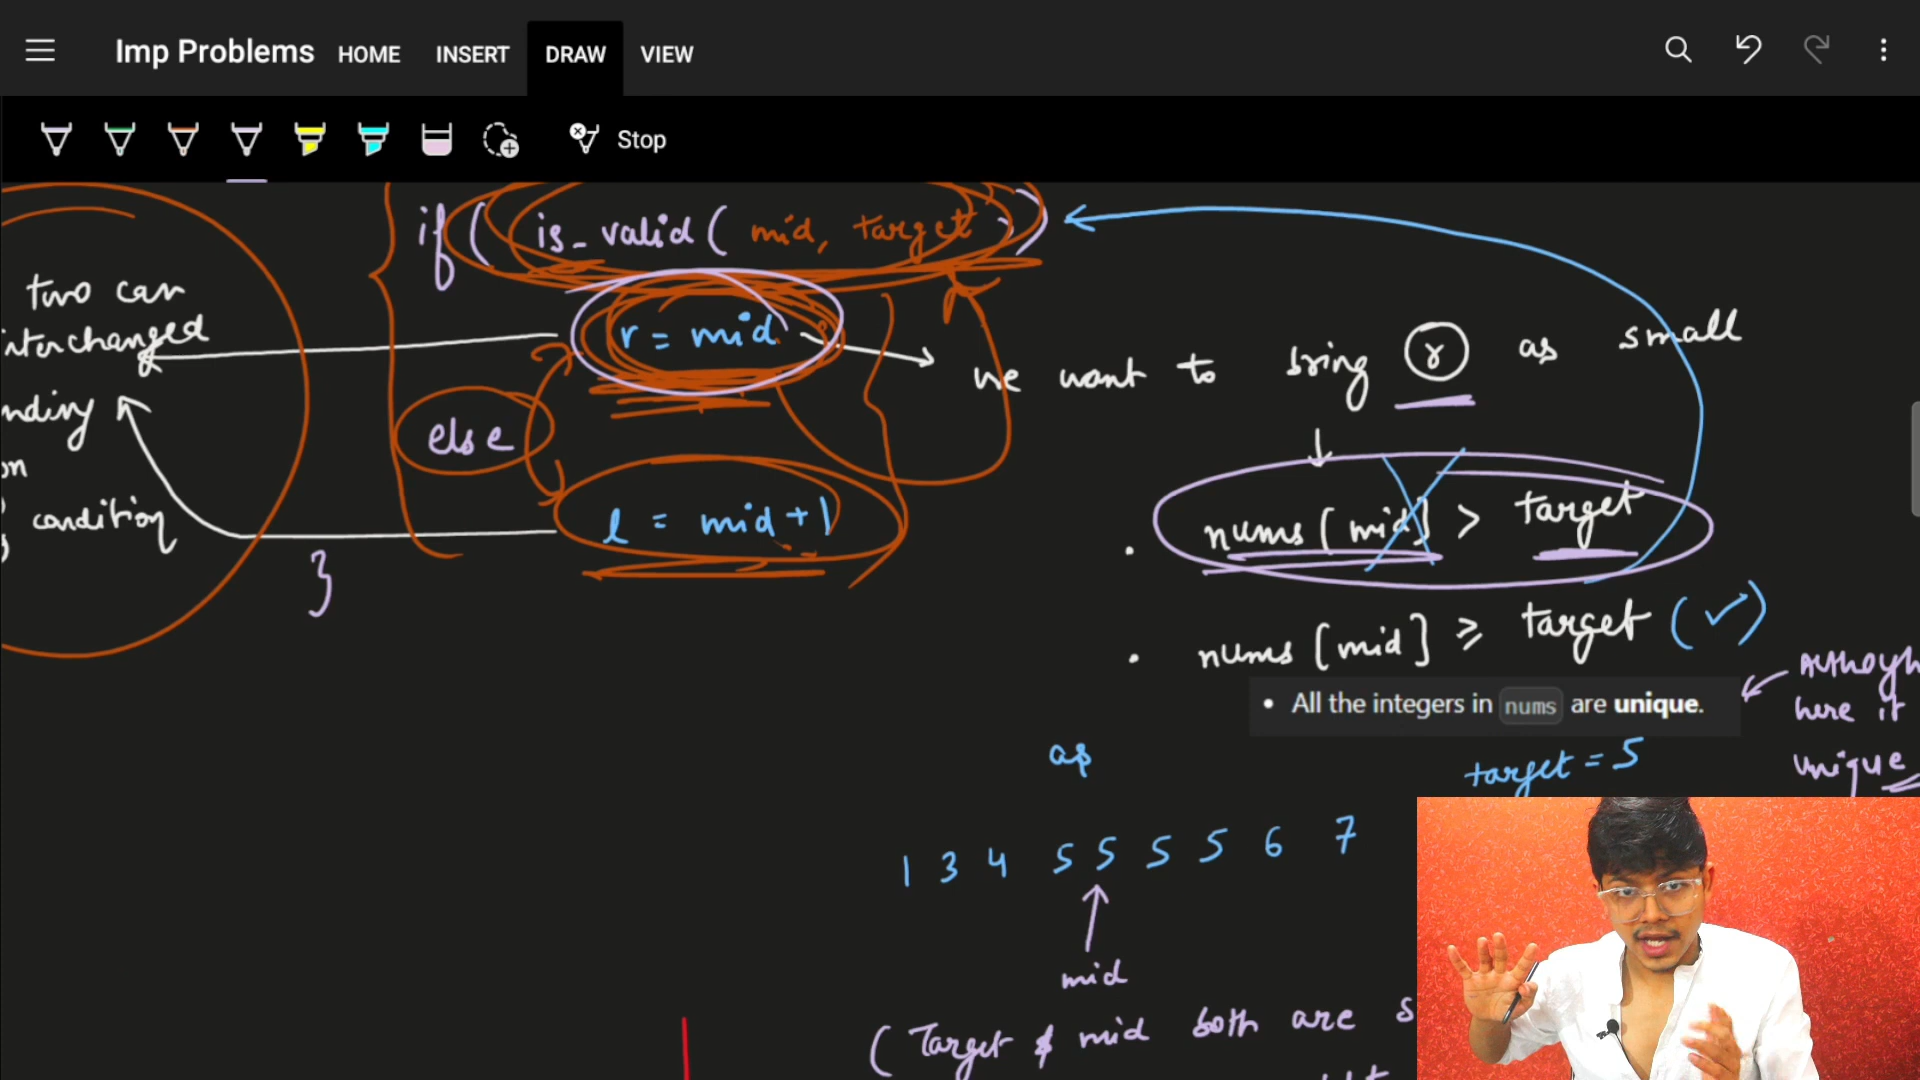 Imp Problems HOME INSERT DRAW VIEW
Stop
if ( is_valid ( mid, target ))
two can
interchanged
r = mid
we want to bring r as small
else
on
condition
l = mid + 1
nums [ mid ] > target
}
nums [ mid ] ≥ target (✓)
• All the integers in nums are unique.
here it
unique
as
target = 5
1 3 4 5 5 5 5 6 7
mid
( Target & mid both are s